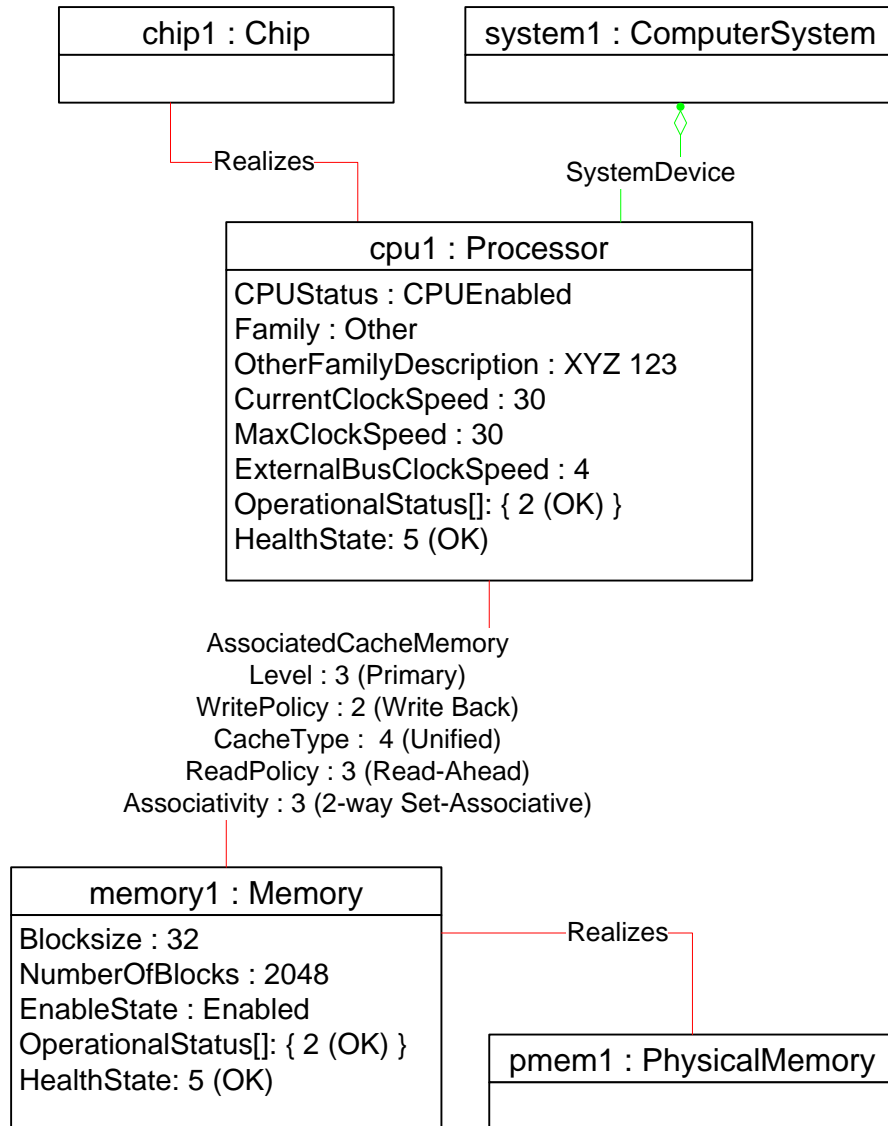 chip1 : Chip
system1 : ComputerSystem
Realizes
SystemDevice
cpu1 : Processor
CPUStatus : CPUEnabled
Family : Other
OtherFamilyDescription : XYZ 123
CurrentClockSpeed : 30
MaxClockSpeed : 30
ExternalBusClockSpeed : 4
OperationalStatus[]: { 2 (OK) }
HealthState: 5 (OK)
AssociatedCacheMemory
Level : 3 (Primary)
WritePolicy : 2 (Write Back)
CacheType :  4 (Unified)
ReadPolicy : 3 (Read-Ahead)
Associativity : 3 (2-way Set-Associative)
memory1 : Memory
Blocksize : 32
NumberOfBlocks : 2048
EnableState : Enabled
OperationalStatus[]: { 2 (OK) }
HealthState: 5 (OK)
Realizes
pmem1 : PhysicalMemory